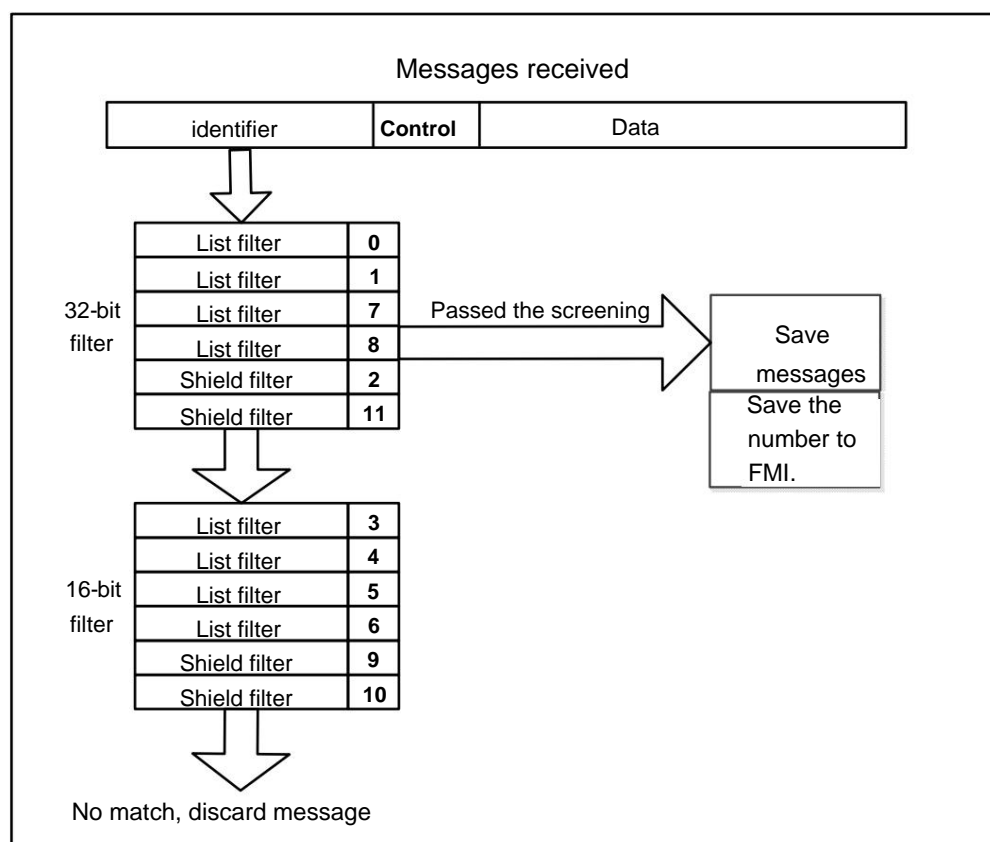 Messages received
identifier Control Data
List filter 0
List filter 1
32-bit
filter
List filter 7
List filter 8
Shield filter 2
Shield filter 11
Passed the screening
Save
messages
Save the
number to
FMI.
List filter 3
List filter 4
16-bit
filter
List filter 5
List filter 6
Shield filter 9
Shield filter 10
No match, discard message